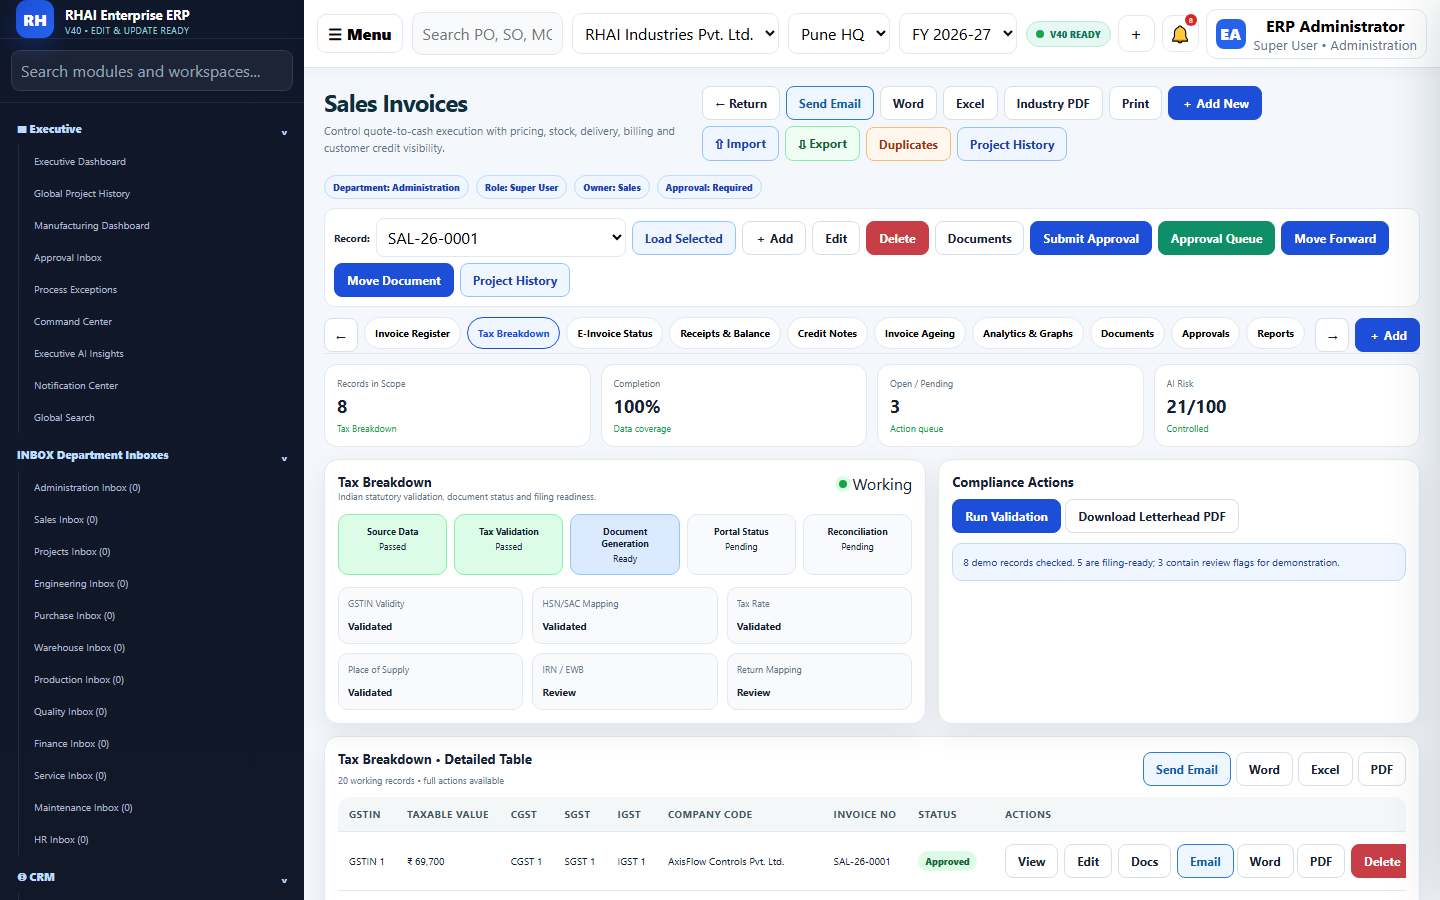 RH
RHAI Enterprise ERP
V40 • EDIT & UPDATE READY
Search modules and workspaces...
Executive
Executive Dashboard
Global Project History
Manufacturing Dashboard
Approval Inbox
Process Exceptions
Command Center
Executive AI Insights
Notification Center
Global Search
INBOX Department Inboxes
Administration Inbox (0)
Sales Inbox (0)
Projects Inbox (0)
Engineering Inbox (0)
Purchase Inbox (0)
Warehouse Inbox (0)
Production Inbox (0)
Quality Inbox (0)
Finance Inbox (0)
Service Inbox (0)
Maintenance Inbox (0)
HR Inbox (0)
CRM
☰ Menu
Search PO, SO, MO
RHAI Industries Pvt. Ltd.
Pune HQ
FY 2026-27
V40 READY
+
8
EA
ERP Administrator
Super User • Administration
Sales Invoices
Control quote-to-cash execution with pricing, stock, delivery, billing and
customer credit visibility.
← Return
Send Email
Word
Excel
Industry PDF
Print
+ Add New
⇧ Import
⇩ Export
Duplicates
Project History
Department: Administration
Role: Super User
Owner: Sales
Approval: Required
Record:
SAL-26-0001
Load Selected
+ Add
Edit
Delete
Documents
Submit Approval
Approval Queue
Move Forward
Move Document
Project History
←
Invoice Register
Tax Breakdown
E-Invoice Status
Receipts & Balance
Credit Notes
Invoice Ageing
Analytics & Graphs
Documents
Approvals
Reports
→
+ Add
Records in Scope
8
Tax Breakdown
Completion
100%
Data coverage
Open / Pending
3
Action queue
AI Risk
21/100
Controlled
Tax Breakdown
Indian statutory validation, document status and filing readiness.
Working
Source Data
Passed
Tax Validation
Passed
Document
Generation
Ready
Portal Status
Pending
Reconciliation
Pending
GSTIN Validity
Validated
HSN/SAC Mapping
Validated
Tax Rate
Validated
Place of Supply
Validated
IRN / EWB
Review
Return Mapping
Review
Compliance Actions
Run Validation
Download Letterhead PDF
8 demo records checked. 5 are filing-ready; 3 contain review flags for demonstration.
Tax Breakdown • Detailed Table
20 working records • full actions available
Send Email
Word
Excel
PDF
GSTIN TAXABLE VALUE CGST SGST IGST COMPANY CODE INVOICE NO STATUS ACTIONS
GSTIN 1 ₹ 69,700 CGST 1 SGST 1 IGST 1 AxisFlow Controls Pvt. Ltd. SAL-26-0001 Approved View Edit Docs Email Word PDF Delete